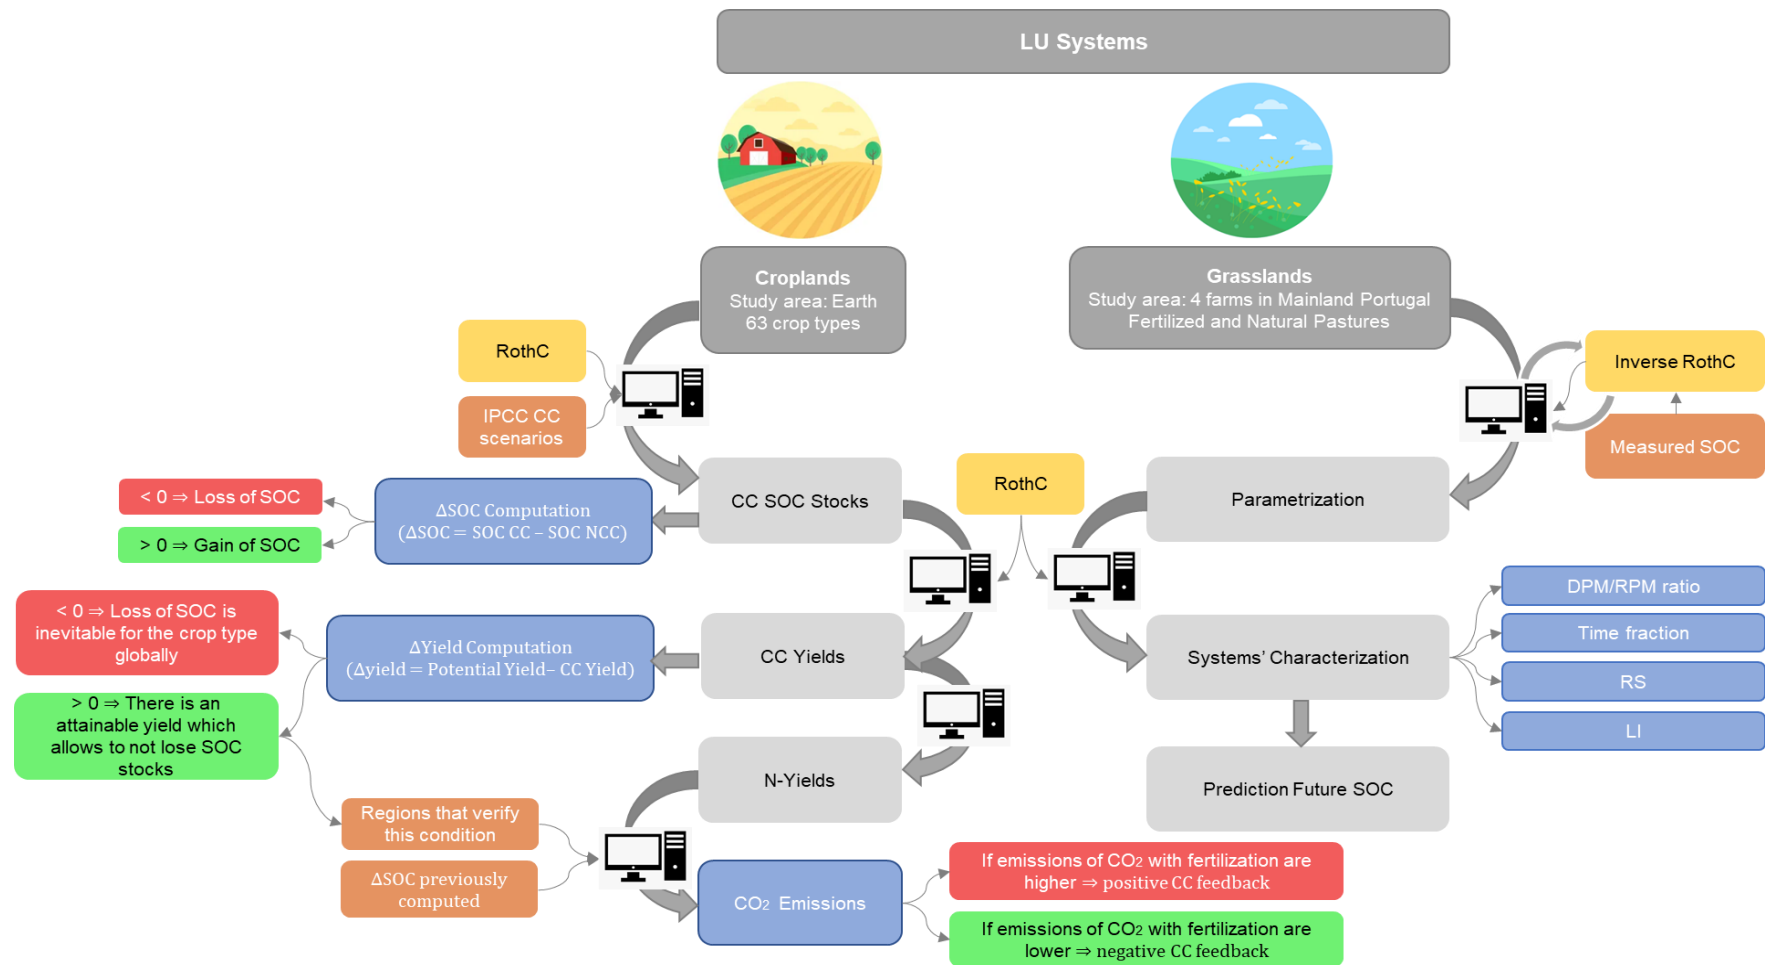 LU Systems
Croplands
Study area: Earth
63 crop types
Grasslands
Study area: 4 farms in Mainland Portugal
Fertilized and Natural Pastures
RothC
IPCC CC
scenarios
Inverse RothC
Measured SOC
CC SOC Stocks
RothC
Parametrization
ΔSOC Computation
(ΔSOC = SOC CC – SOC NCC)
< 0 ⇒ Loss of SOC
> 0 ⇒ Gain of SOC
< 0 ⇒ Loss of SOC is
inevitable for the crop type
globally
> 0 ⇒ There is an
attainable yield which
allows to not lose SOC
stocks
ΔYield Computation
(Δyield = Potential Yield– CC Yield)
CC Yields
Systems’ Characterization
DPM/RPM ratio
Time fraction
RS
LI
N-Yields
Prediction Future SOC
Regions that verify
this condition
ΔSOC previously
computed
CO2 Emissions
If emissions of CO2 with fertilization are
higher ⇒ positive CC feedback
If emissions of CO2 with fertilization are
lower ⇒ negative CC feedback